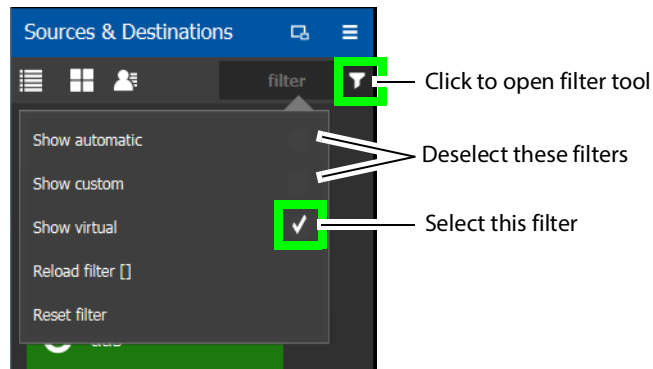 Sources & Destinations
filter
Click to open filter tool
Show automatic
Deselect these filters
Show custom
Show virtual
Select this filter
Reload filter []
Reset filter